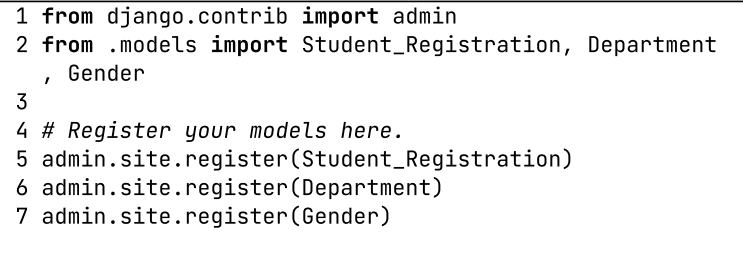 1 from django.contrib import admin
2 from .models import Student_Registration, Department
, Gender
3
4 # Register your models here.
5 admin.site.register(Student_Registration)
6 admin.site.register(Department)
7 admin.site.register(Gender)